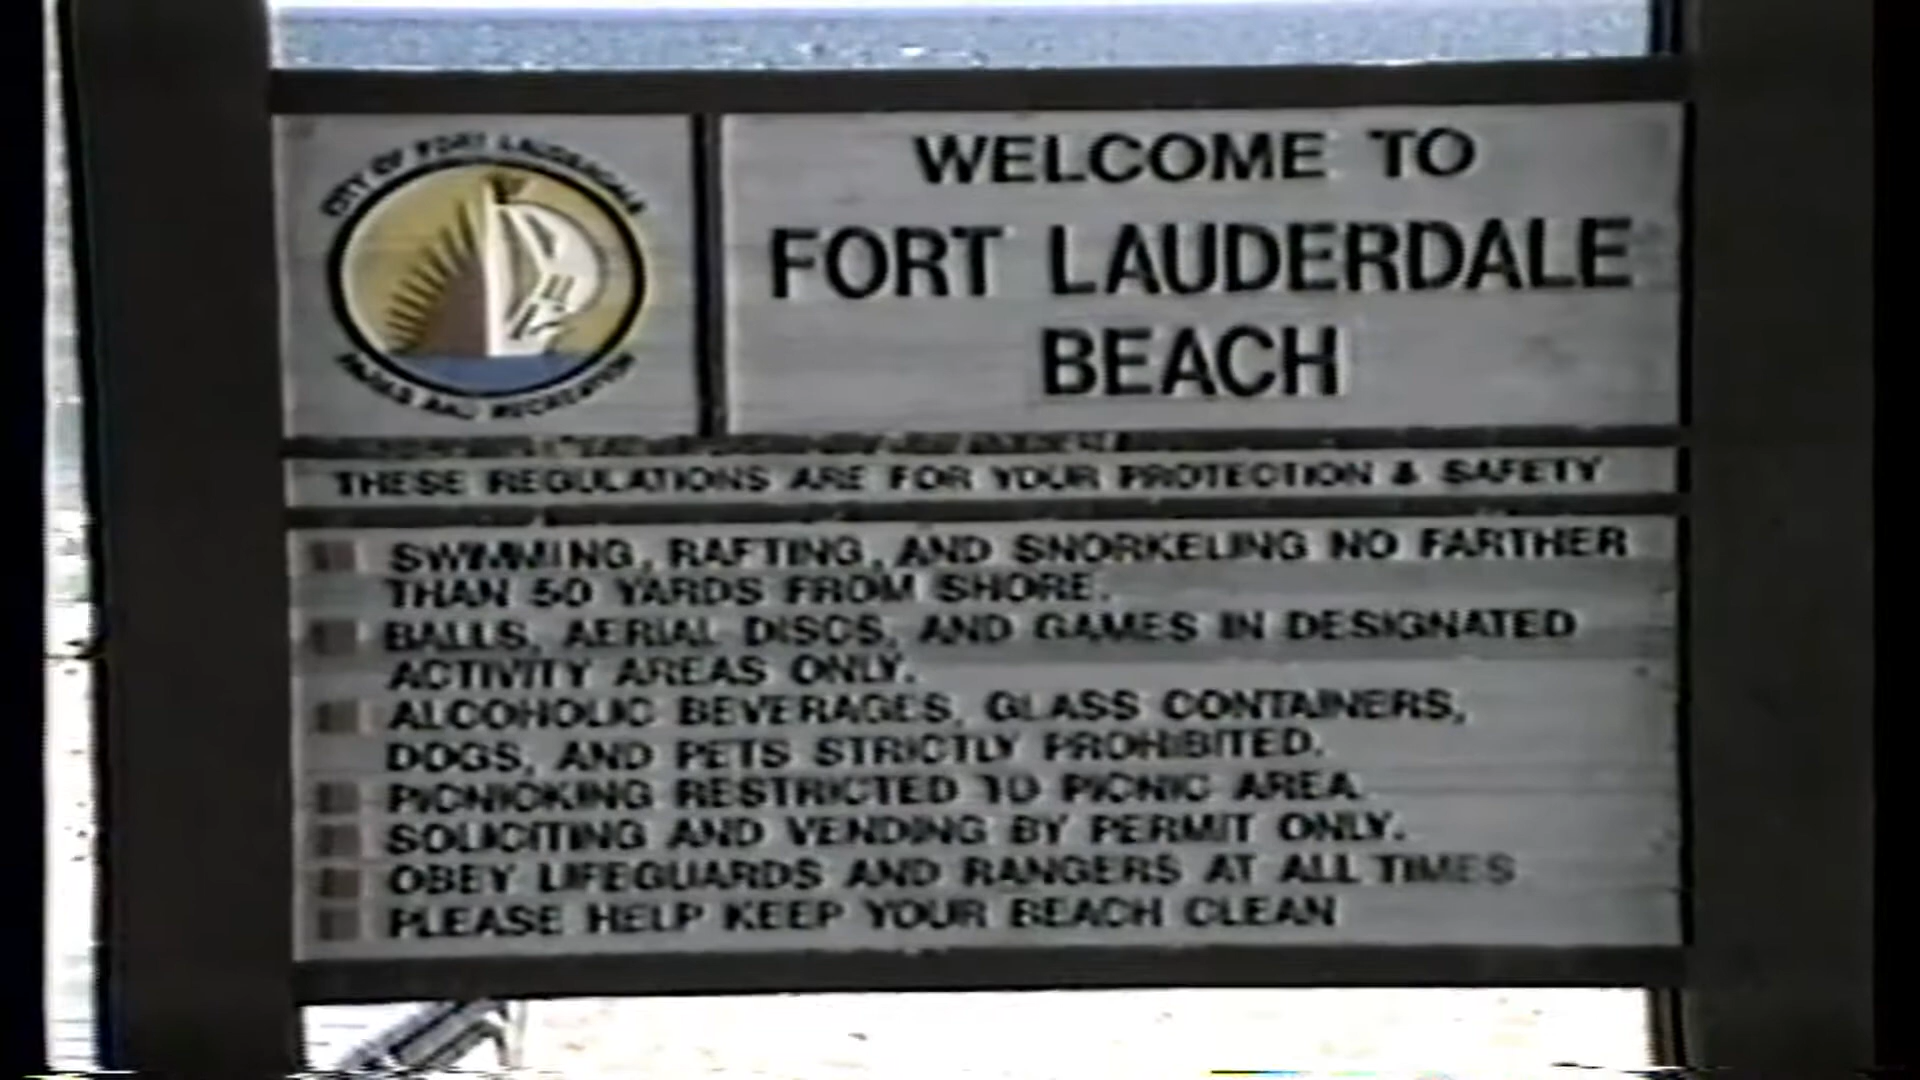 CITY OF FORT LAUDERDALE
PARKS AND RECREATION
WELCOME TO
FORT LAUDERDALE
BEACH
THESE REGULATIONS ARE FOR YOUR PROTECTION & SAFETY
SWIMMING, RAFTING, AND SNORKELING NO FARTHER
THAN 50 YARDS FROM SHORE.
BALLS, AERIAL DISCS, AND GAMES IN DESIGNATED
ACTIVITY AREAS ONLY.
ALCOHOLIC BEVERAGES, GLASS CONTAINERS,
DOGS, AND PETS STRICTLY PROHIBITED.
PICNICKING RESTRICTED TO PICNIC AREA.
SOLICITING AND VENDING BY PERMIT ONLY.
OBEY LIFEGUARDS AND RANGERS AT ALL TIMES
PLEASE HELP KEEP YOUR BEACH CLEAN